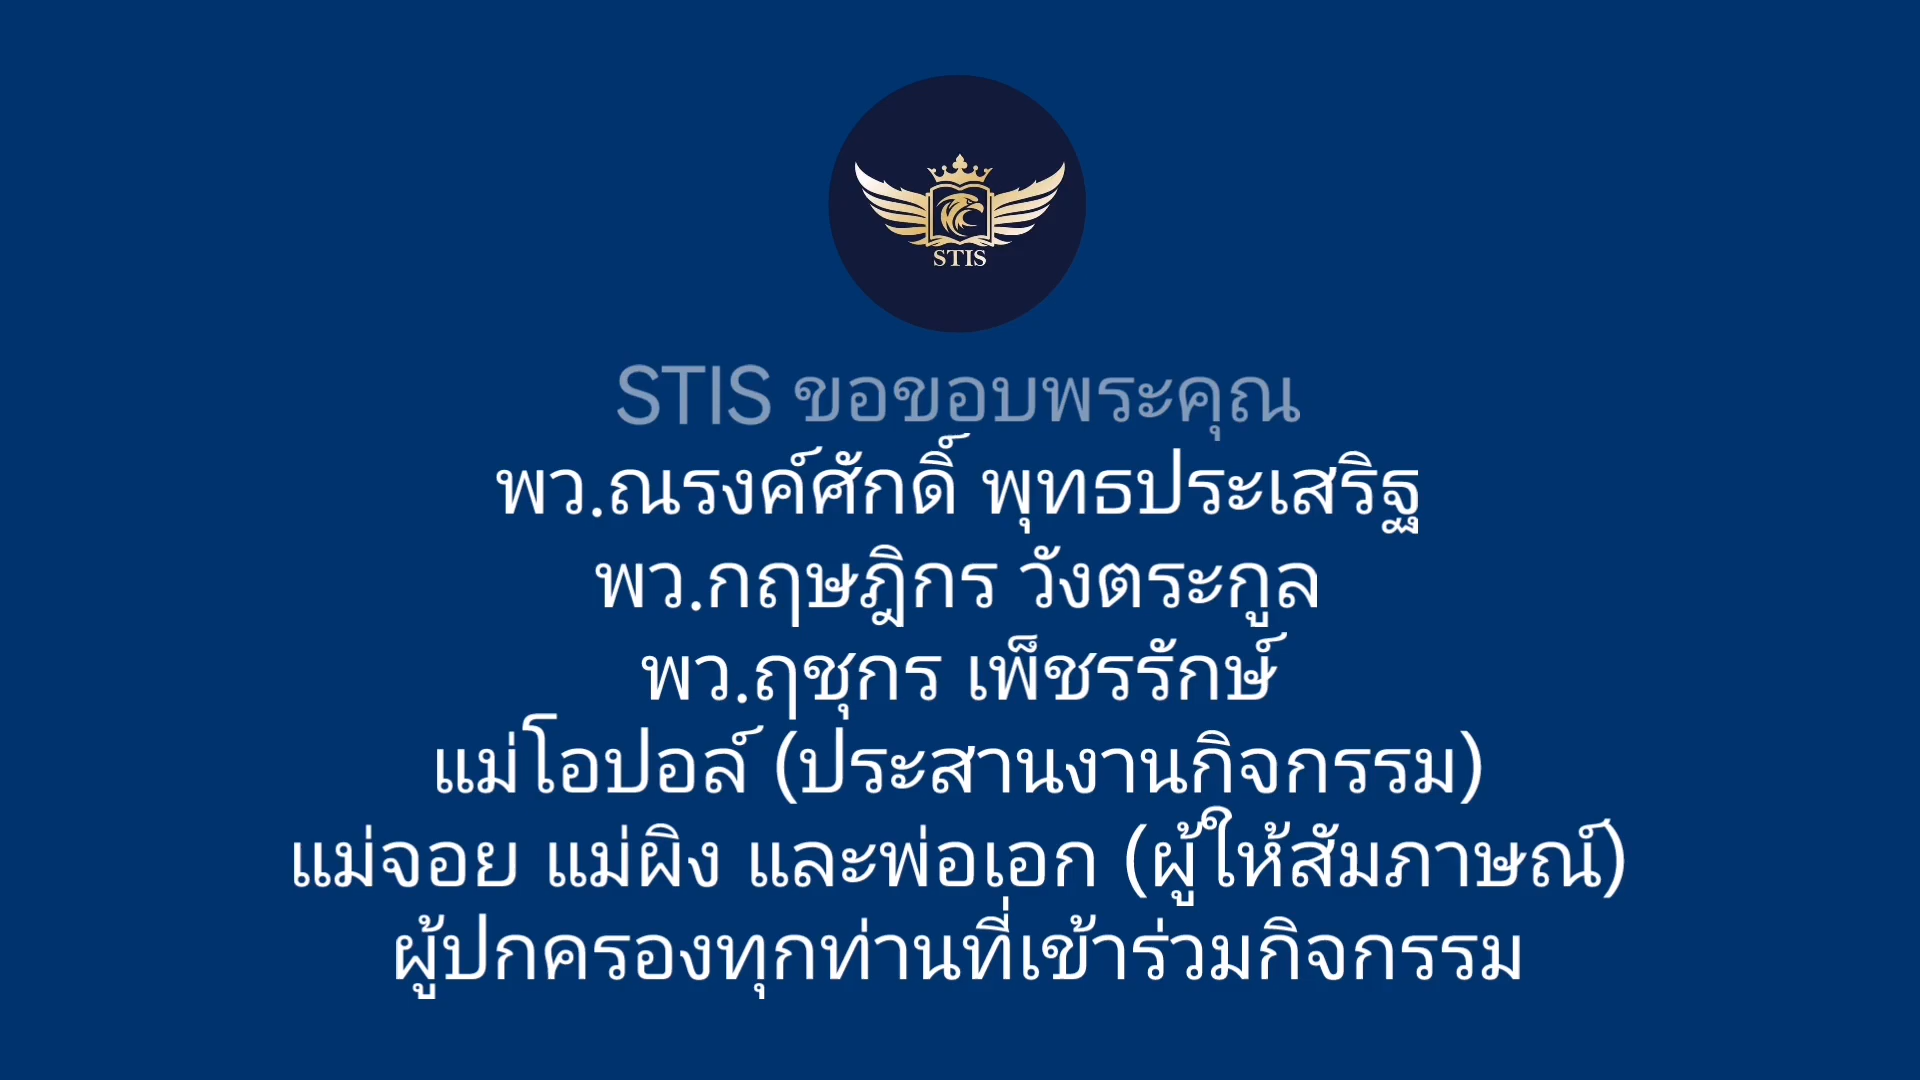 STIS
STIS ขอขอบพระคุณ
พว.ณรงค์ศักดิ์ พุทธประเสริฐ
พว.กฤษฎิกร วังตระกูล
พว.ฤชุกร เพ็ชรรักษ์
แม่โอปอล์ (ประสานงานกิจกรรม)
แม่จอย แม่ผิง และพ่อเอก (ผู้ให้สัมภาษณ์)
ผู้ปกครองทุกท่านที่เข้าร่วมกิจกรรม